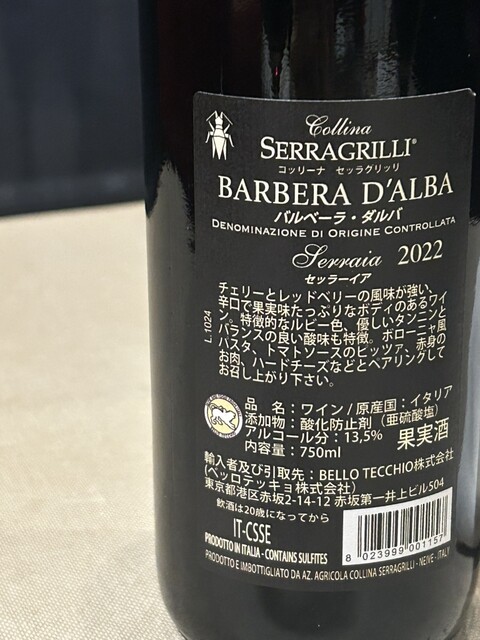 Collina
SERRAGRILLI®
コッリーナ セッラグリッリ
BARBERA D'ALBA
バルベーラ・ダルバ
DENOMINAZIONE DI ORIGINE CONTROLLATA
Serraia 2022
セッラーイア
チェリーとレッドベリーの風味が強い、
辛口で果実味たっぷりなボディのあるワイ
ン。特徴的なルビー色、優しいタンニンと
バランスの良い酸味も特徴。ボローニャ風
パスタ、トマトソースのピッツァ、赤身の
お肉、ハードチーズなどとペアリングして
お召し上がり下さい。
L.1024
品 名：ワイン / 原産国：イタリア
添加物：酸化防止剤（亜硫酸塩）
アルコール分：13,5% 果実酒
内容量：750ml
輸入者及び引取先：BELLO TECCHIO株式会社
(ベッロテッキョ株式会社)
東京都港区赤坂2-14-12 赤坂第一井上ビル504
飲酒は20歳になってから
IT-CSSE
PRODOTTO IN ITALIA - CONTAINS SULFITES
8 023999 001157
PRODOTTO E IMBOTTIGLIATO DA AZ. AGRICOLA COLLINA SERRAGRILLI - NEIVE - ITALY